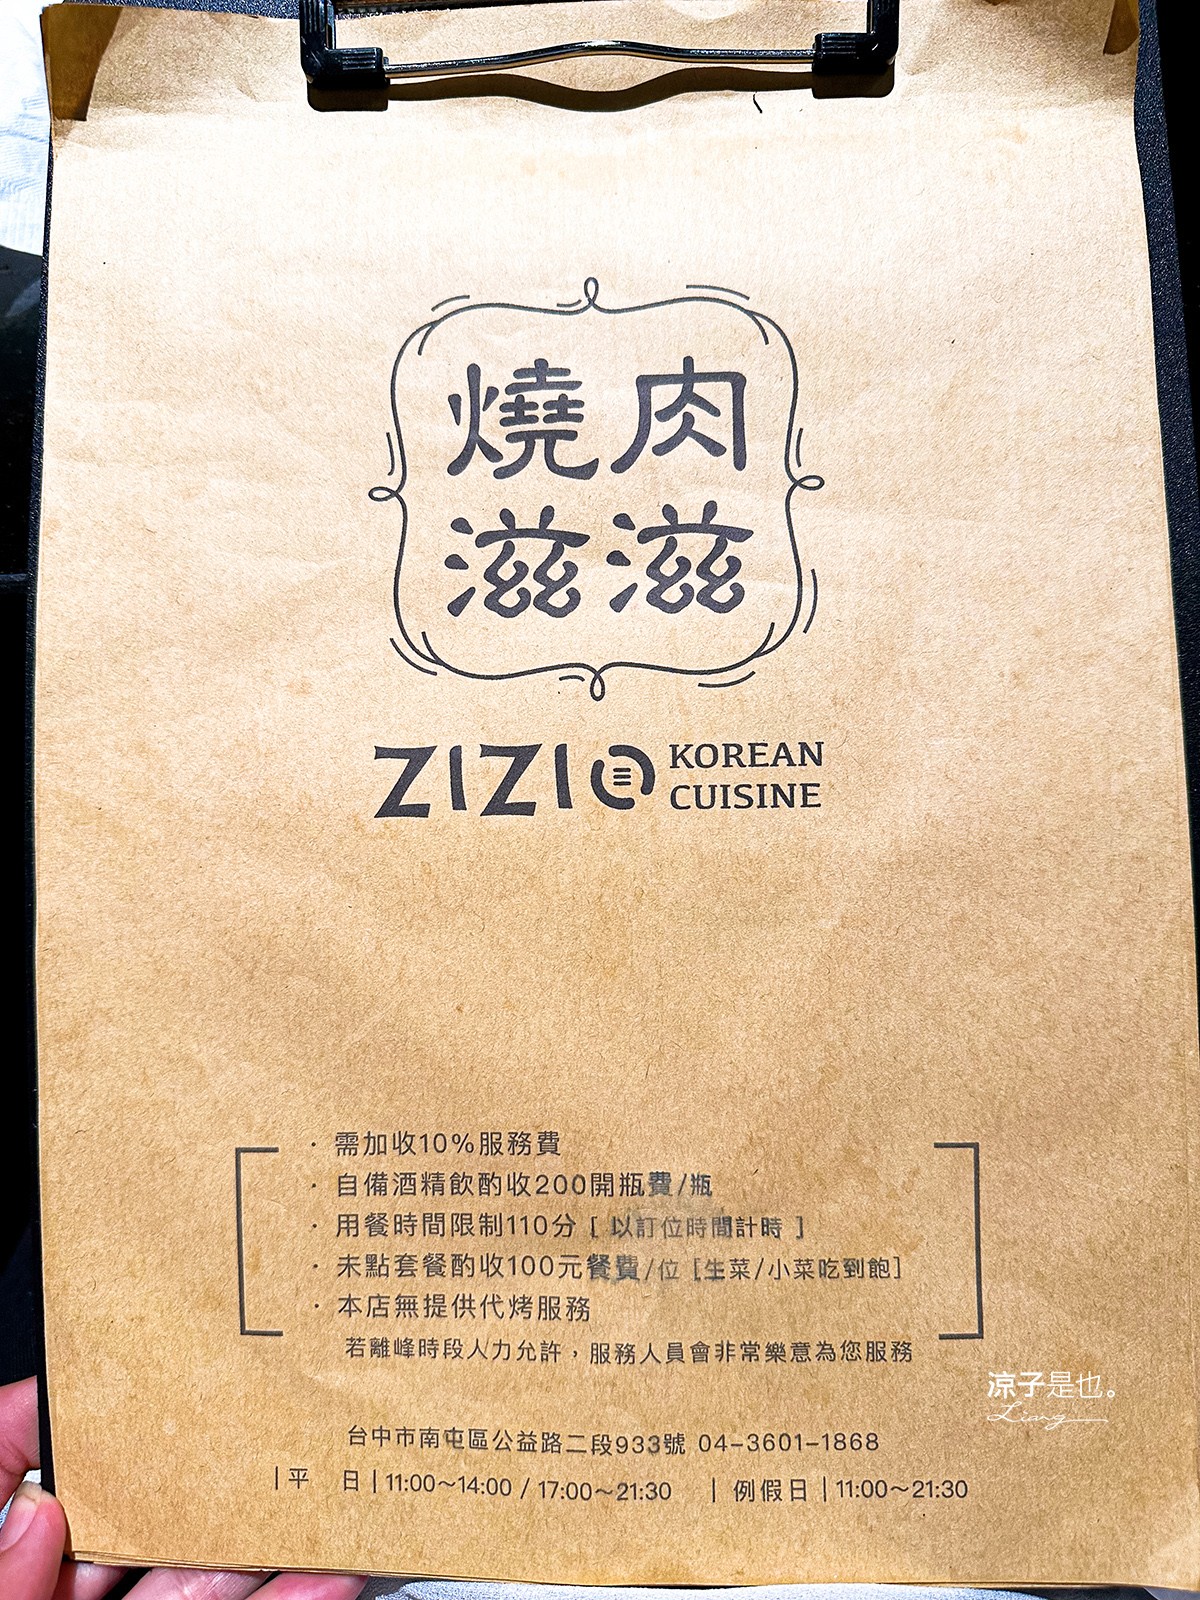 燒肉
滋滋
ZIZI KOREAN
CUISINE
· 需加收10%服務費
· 自備酒精飲酌收200開瓶費/瓶
· 用餐時間限制110分 [ 以訂位時間計時 ]
· 未點套餐酌收100元餐費/位 [生菜/小菜吃到飽]
· 本店無提供代烤服務
若離峰時段人力允許，服務人員會非常樂意為您服務
涼子是也。
Liang
台中市南屯區公益路二段933號 04-3601-1868
|平 日|11:00~14:00 / 17:00~21:30 | 例假日|11:00~21:30